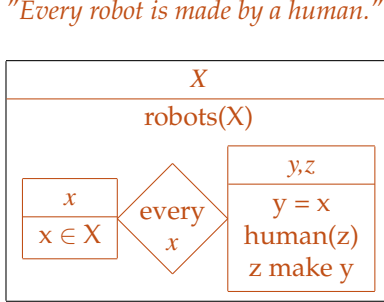 "Every robot is made by a human."
X
robots(X)
x
x ∈ X
every
x
y,z
y = x
human(z)
z make y